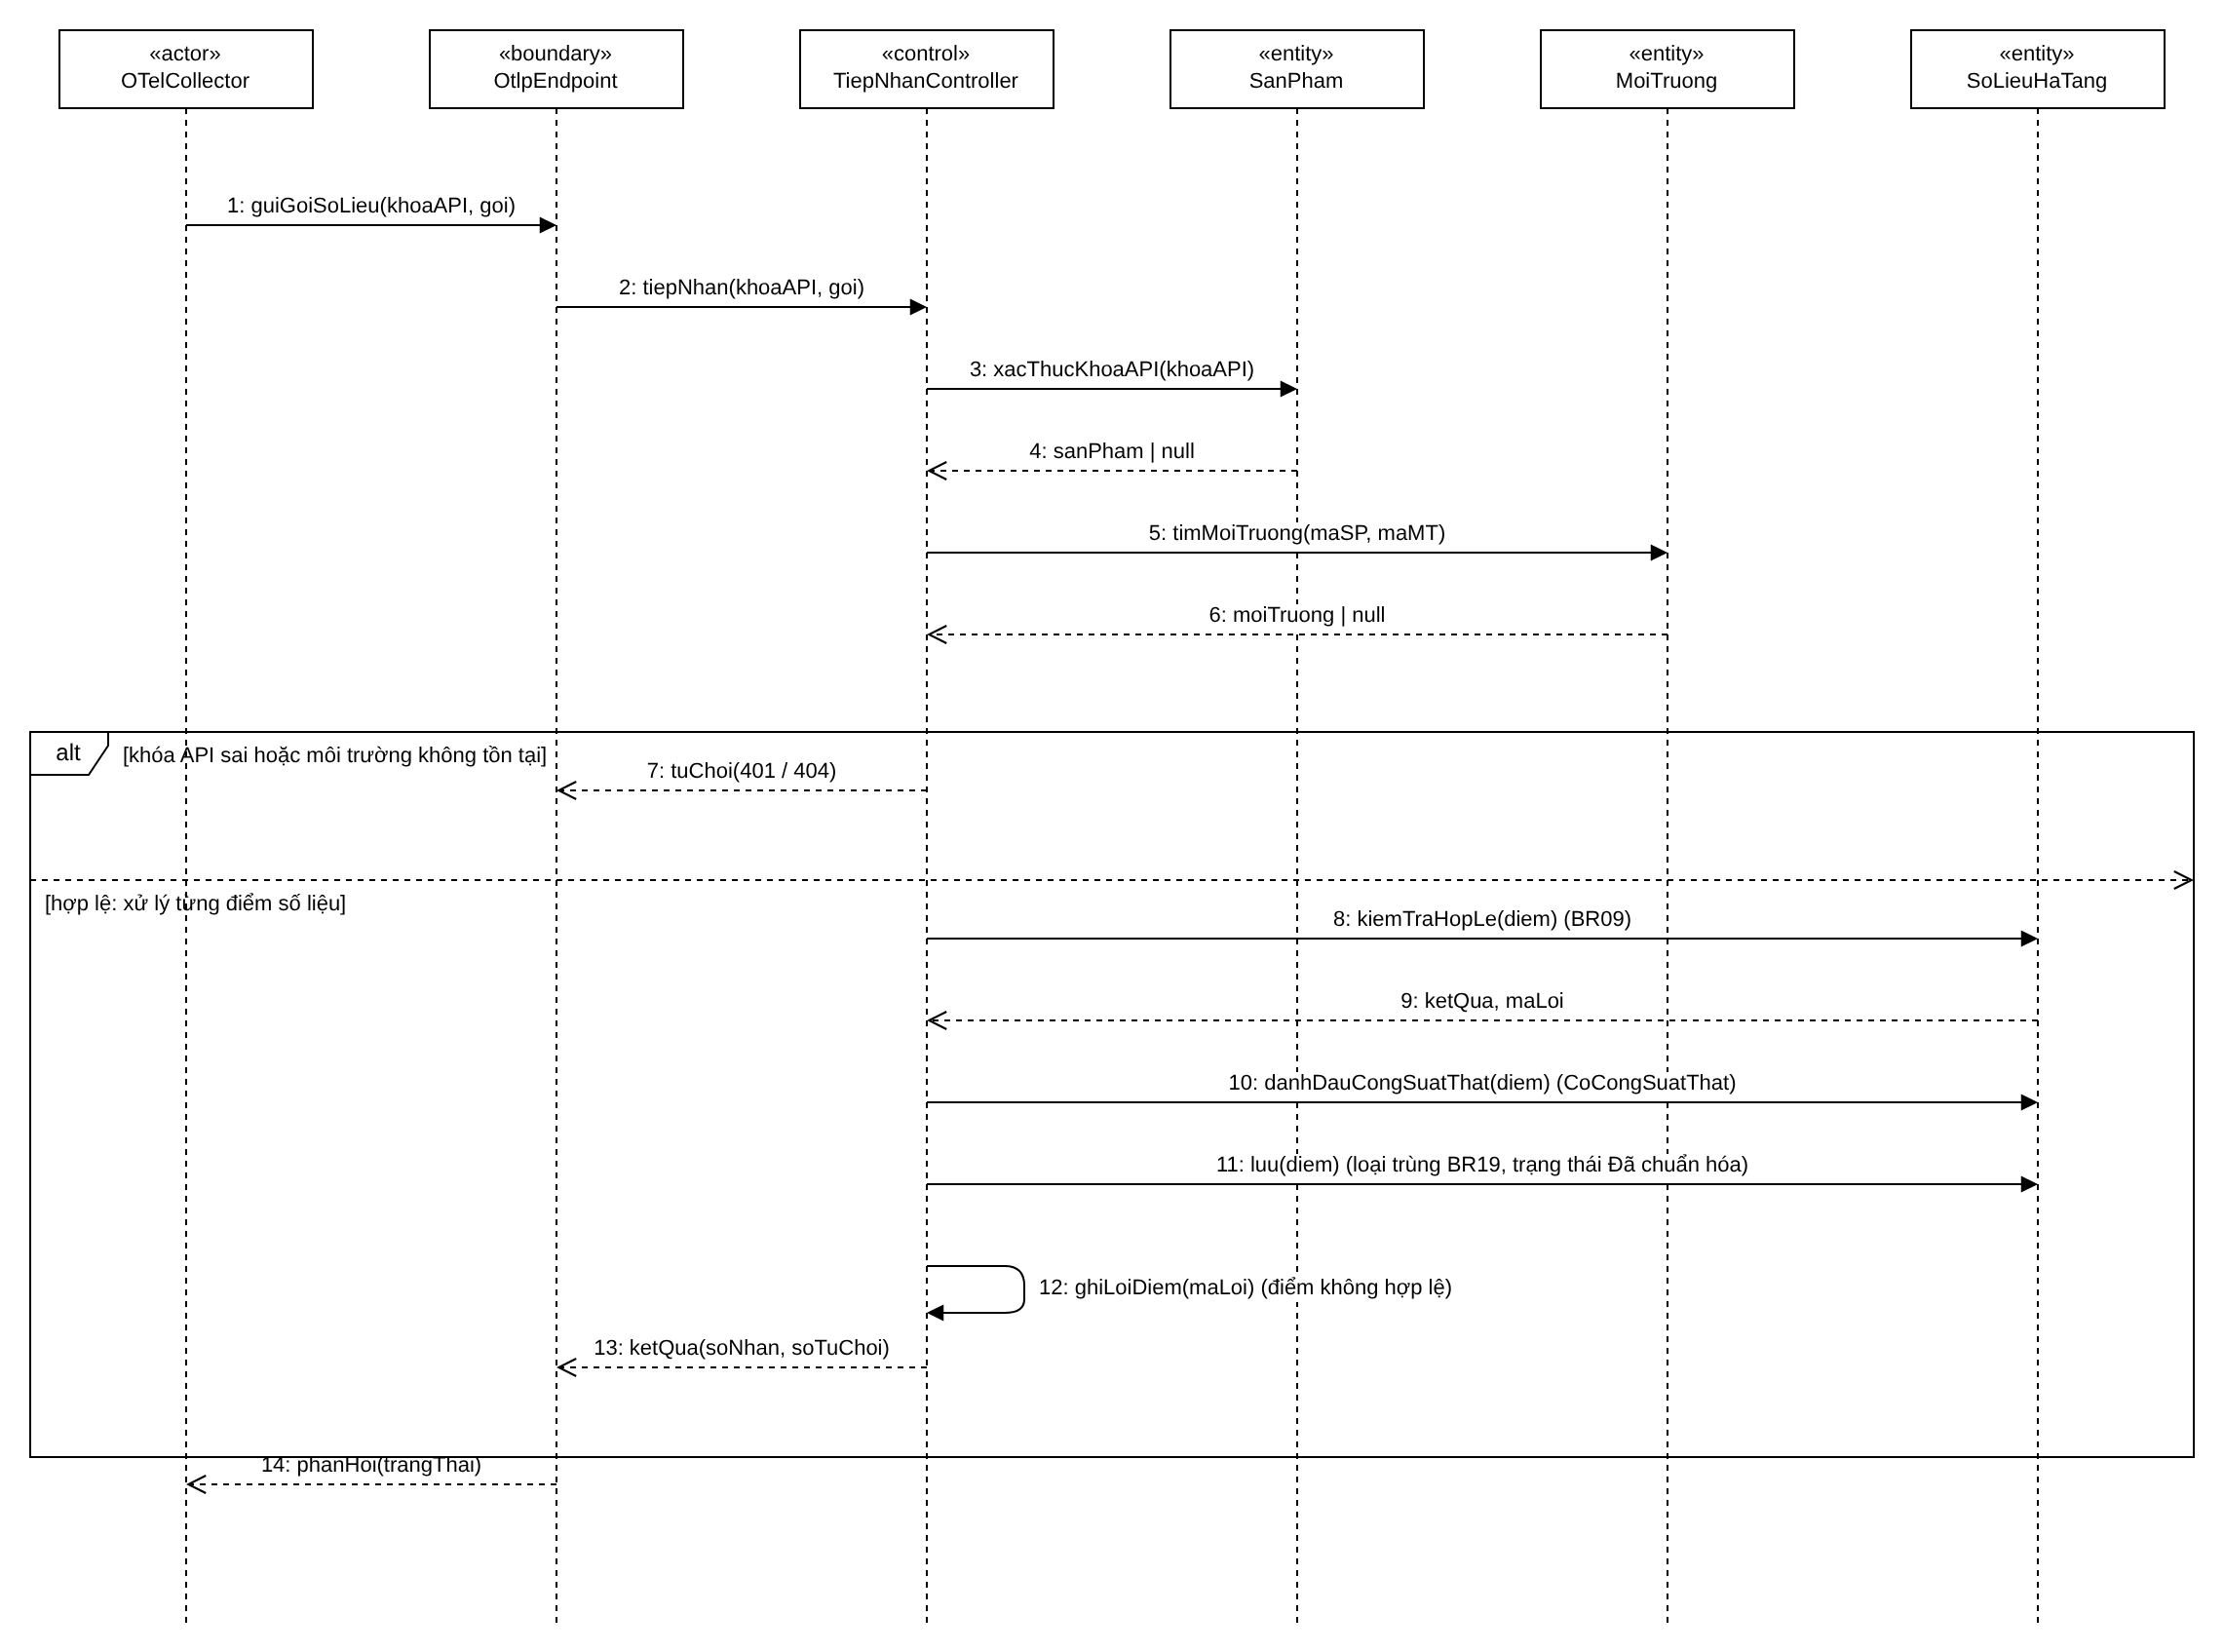 «actor»
OTelCollector
«boundary»
OtlpEndpoint
«control»
TiepNhanController
«entity»
SanPham
«entity»
MoiTruong
«entity»
SoLieuHaTang
1: guiGoiSoLieu(khoaAPI, goi)
2: tiepNhan(khoaAPI, goi)
3: xacThucKhoaAPI(khoaAPI)
4: sanPham | null
5: timMoiTruong(maSP, maMT)
6: moiTruong | null
alt
[khóa API sai hoặc môi trường không tồn tại]
7: tuChoi(401 / 404)
[hợp lệ: xử lý từng điểm số liệu]
8: kiemTraHopLe(diem) (BR09)
9: ketQua, maLoi
10: danhDauCongSuatThat(diem) (CoCongSuatThat)
11: luu(diem) (loại trùng BR19, trạng thái Đã chuẩn hóa)
12: ghiLoiDiem(maLoi) (điểm không hợp lệ)
13: ketQua(soNhan, soTuChoi)
14: phanHoi(trangThai)